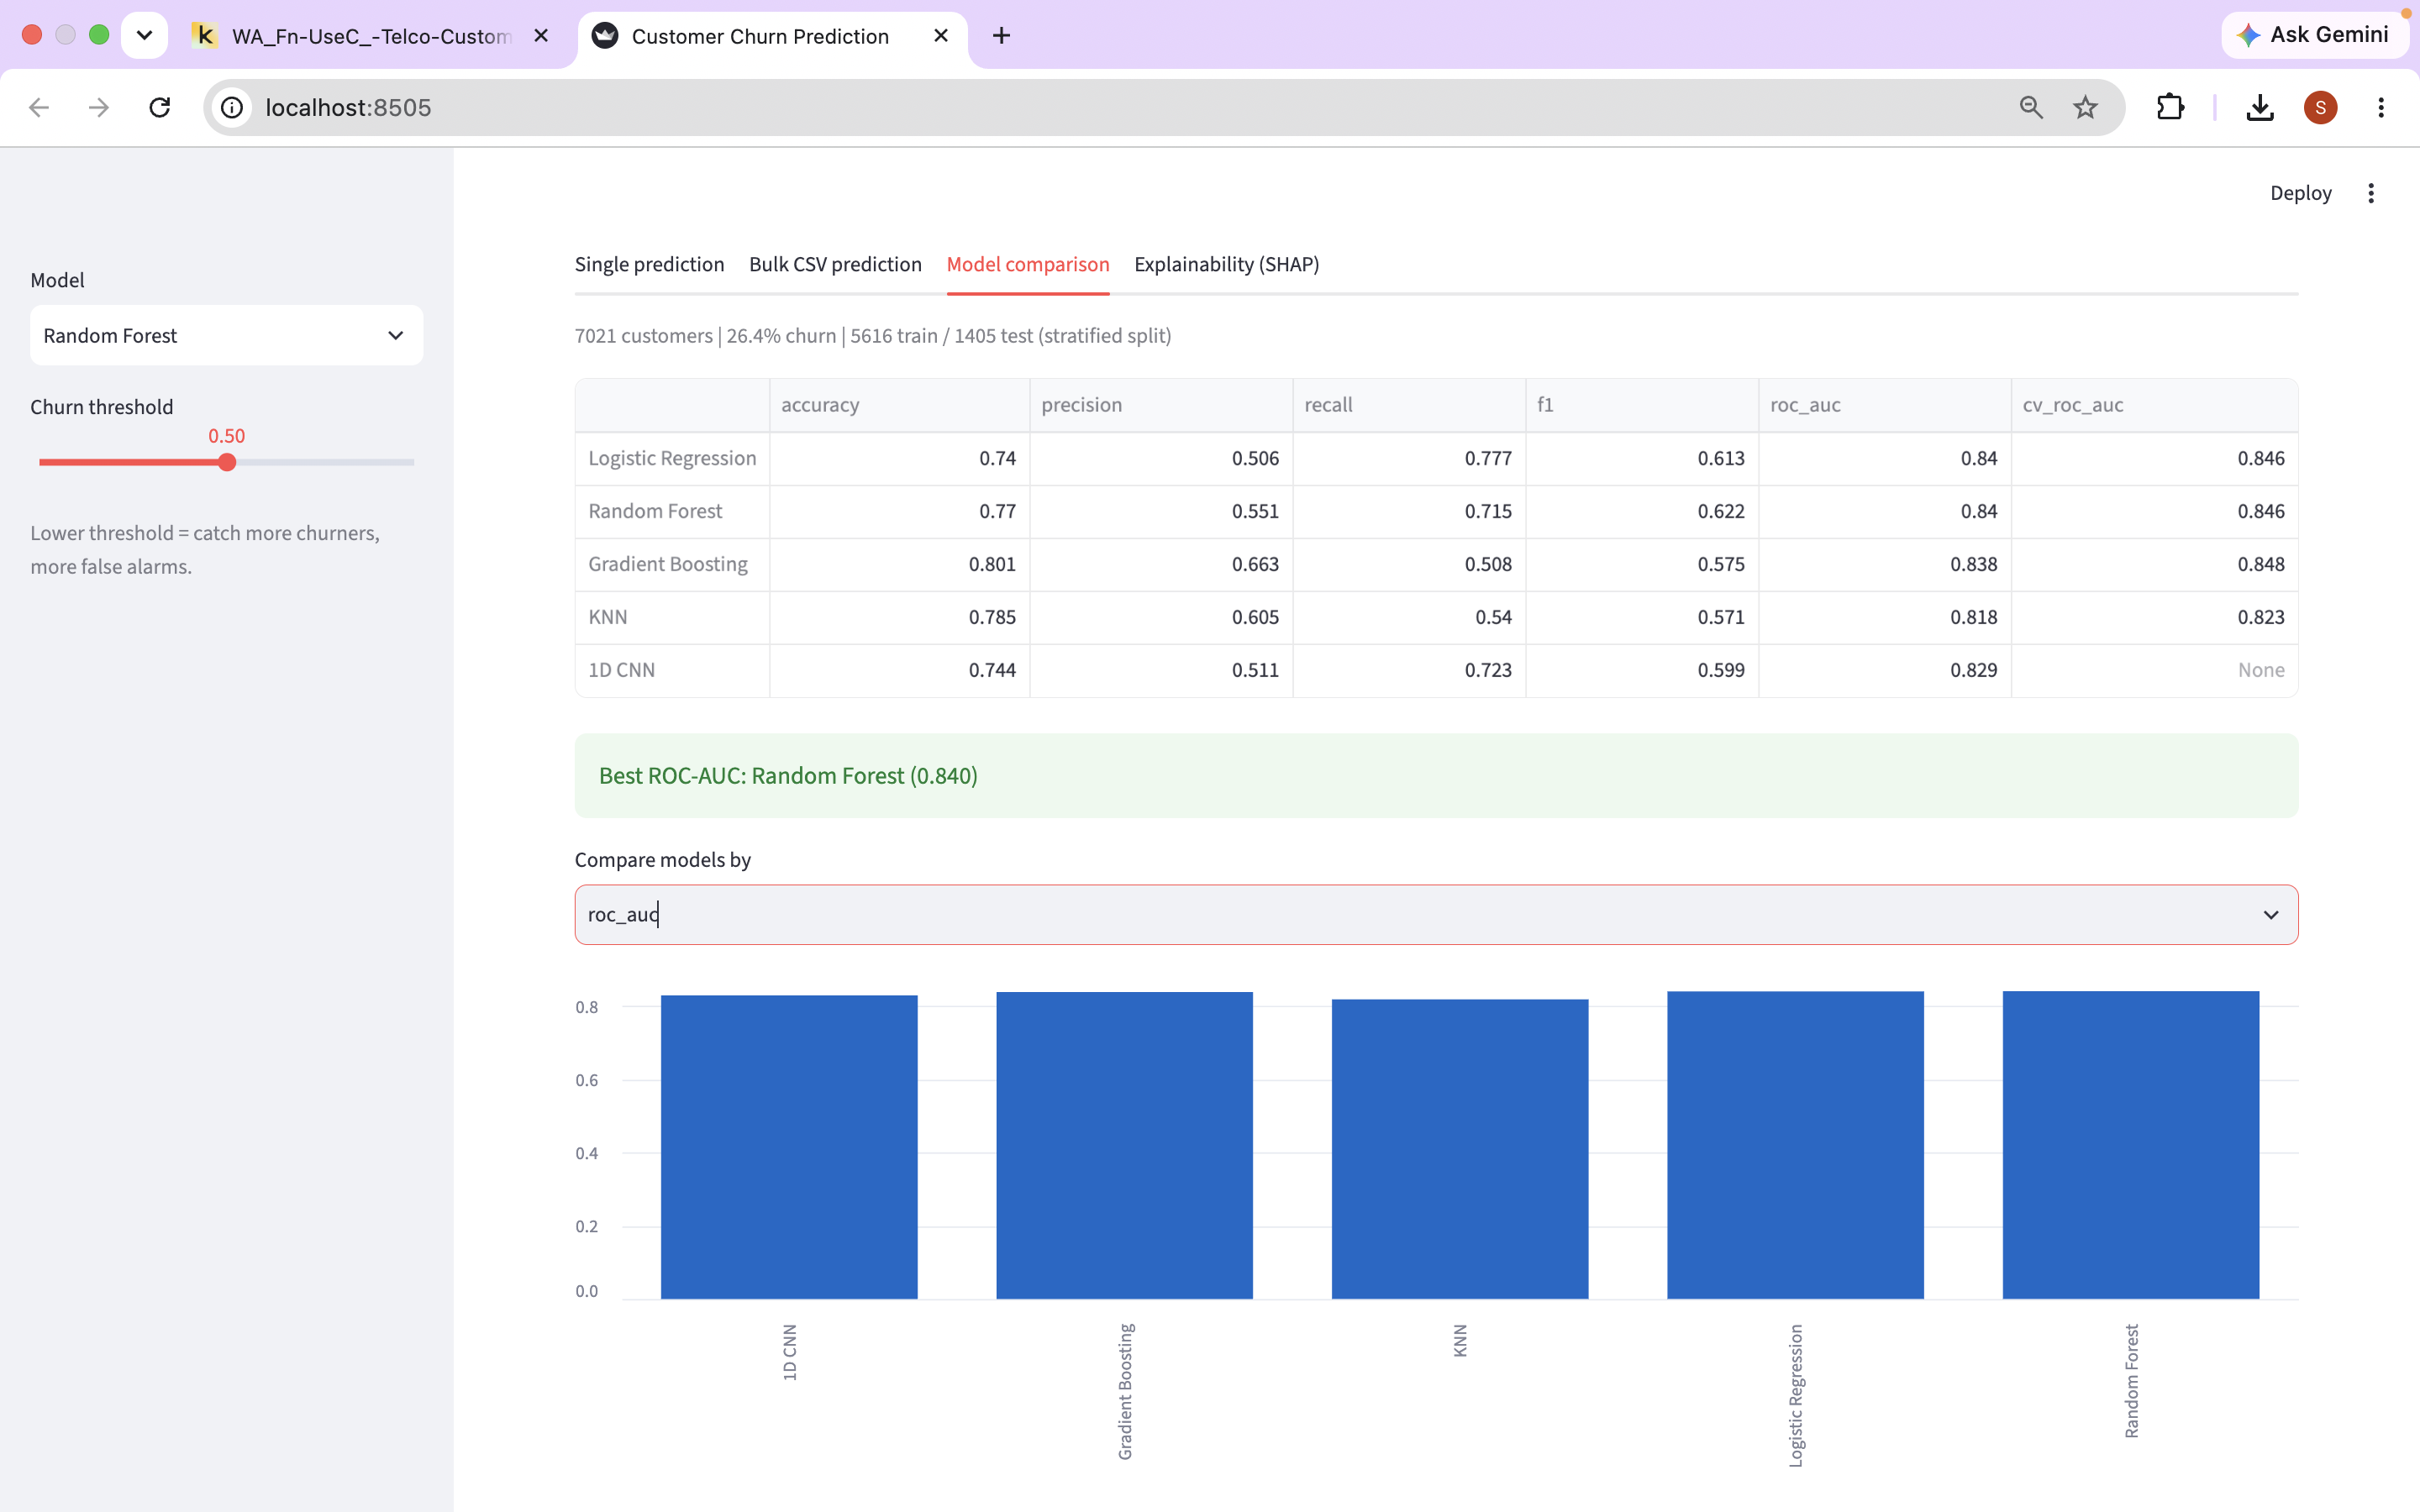 WA_Fn-UseC_-Telco-Custom
Customer Churn Prediction
Ask Gemini
localhost:8505
S
Deploy
Model
Random Forest
Churn threshold
0.50
Lower threshold = catch more churners,
more false alarms.
Single prediction Bulk CSV prediction Model comparison Explainability (SHAP)
7021 customers | 26.4% churn | 5616 train / 1405 test (stratified split)
accuracy precision recall f1 roc_auc cv_roc_auc
Logistic Regression 0.74 0.506 0.777 0.613 0.84 0.846
Random Forest 0.77 0.551 0.715 0.622 0.84 0.846
Gradient Boosting 0.801 0.663 0.508 0.575 0.838 0.848
KNN 0.785 0.605 0.54 0.571 0.818 0.823
1D CNN 0.744 0.511 0.723 0.599 0.829 None
Best ROC-AUC: Random Forest (0.840)
Compare models by
roc_auc
0.8
0.6
0.4
0.2
0.0
1D CNN
Gradient Boosting
KNN
Logistic Regression
Random Forest